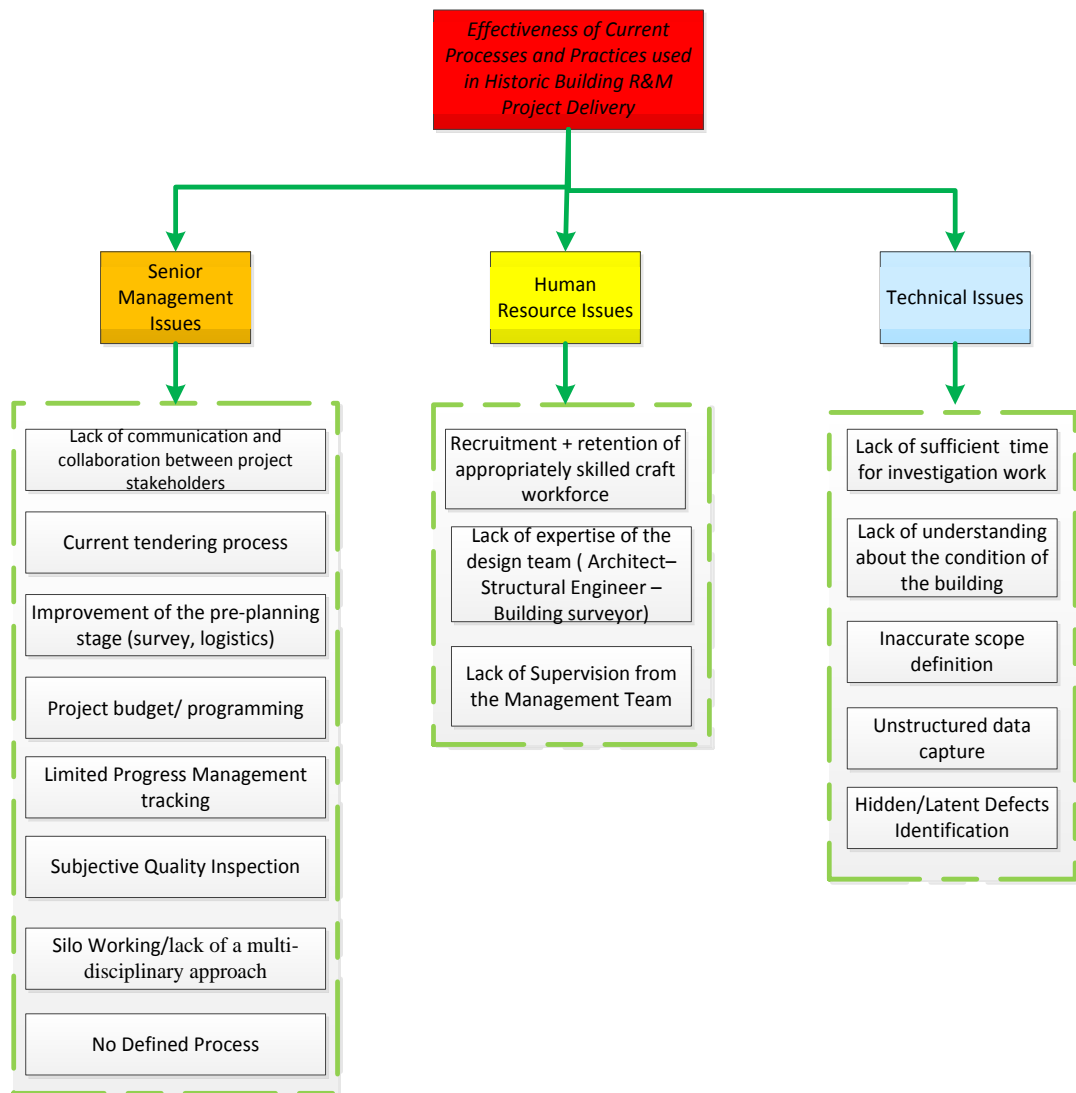 Effectiveness of Current
Processes and Practices used
in Historic Building R&M
Project Delivery
Senior
Management
Issues
Human
Resource Issues
Technical Issues
Lack of communication and
collaboration between project
stakeholders
Current tendering process
Improvement of the pre-planning
stage (survey, logistics)
Project budget/ programming
Limited Progress Management
tracking
Subjective Quality Inspection
Silo Working/lack of a multi-
disciplinary approach
No Defined Process
Recruitment + retention of
appropriately skilled craft
workforce
Lack of expertise of the
design team ( Architect–
Structural Engineer –
Building surveyor)
Lack of Supervision from
the Management Team
Lack of sufficient time
for investigation work
Lack of understanding
about the condition of
the building
Inaccurate scope
definition
Unstructured data
capture
Hidden/Latent Defects
Identification